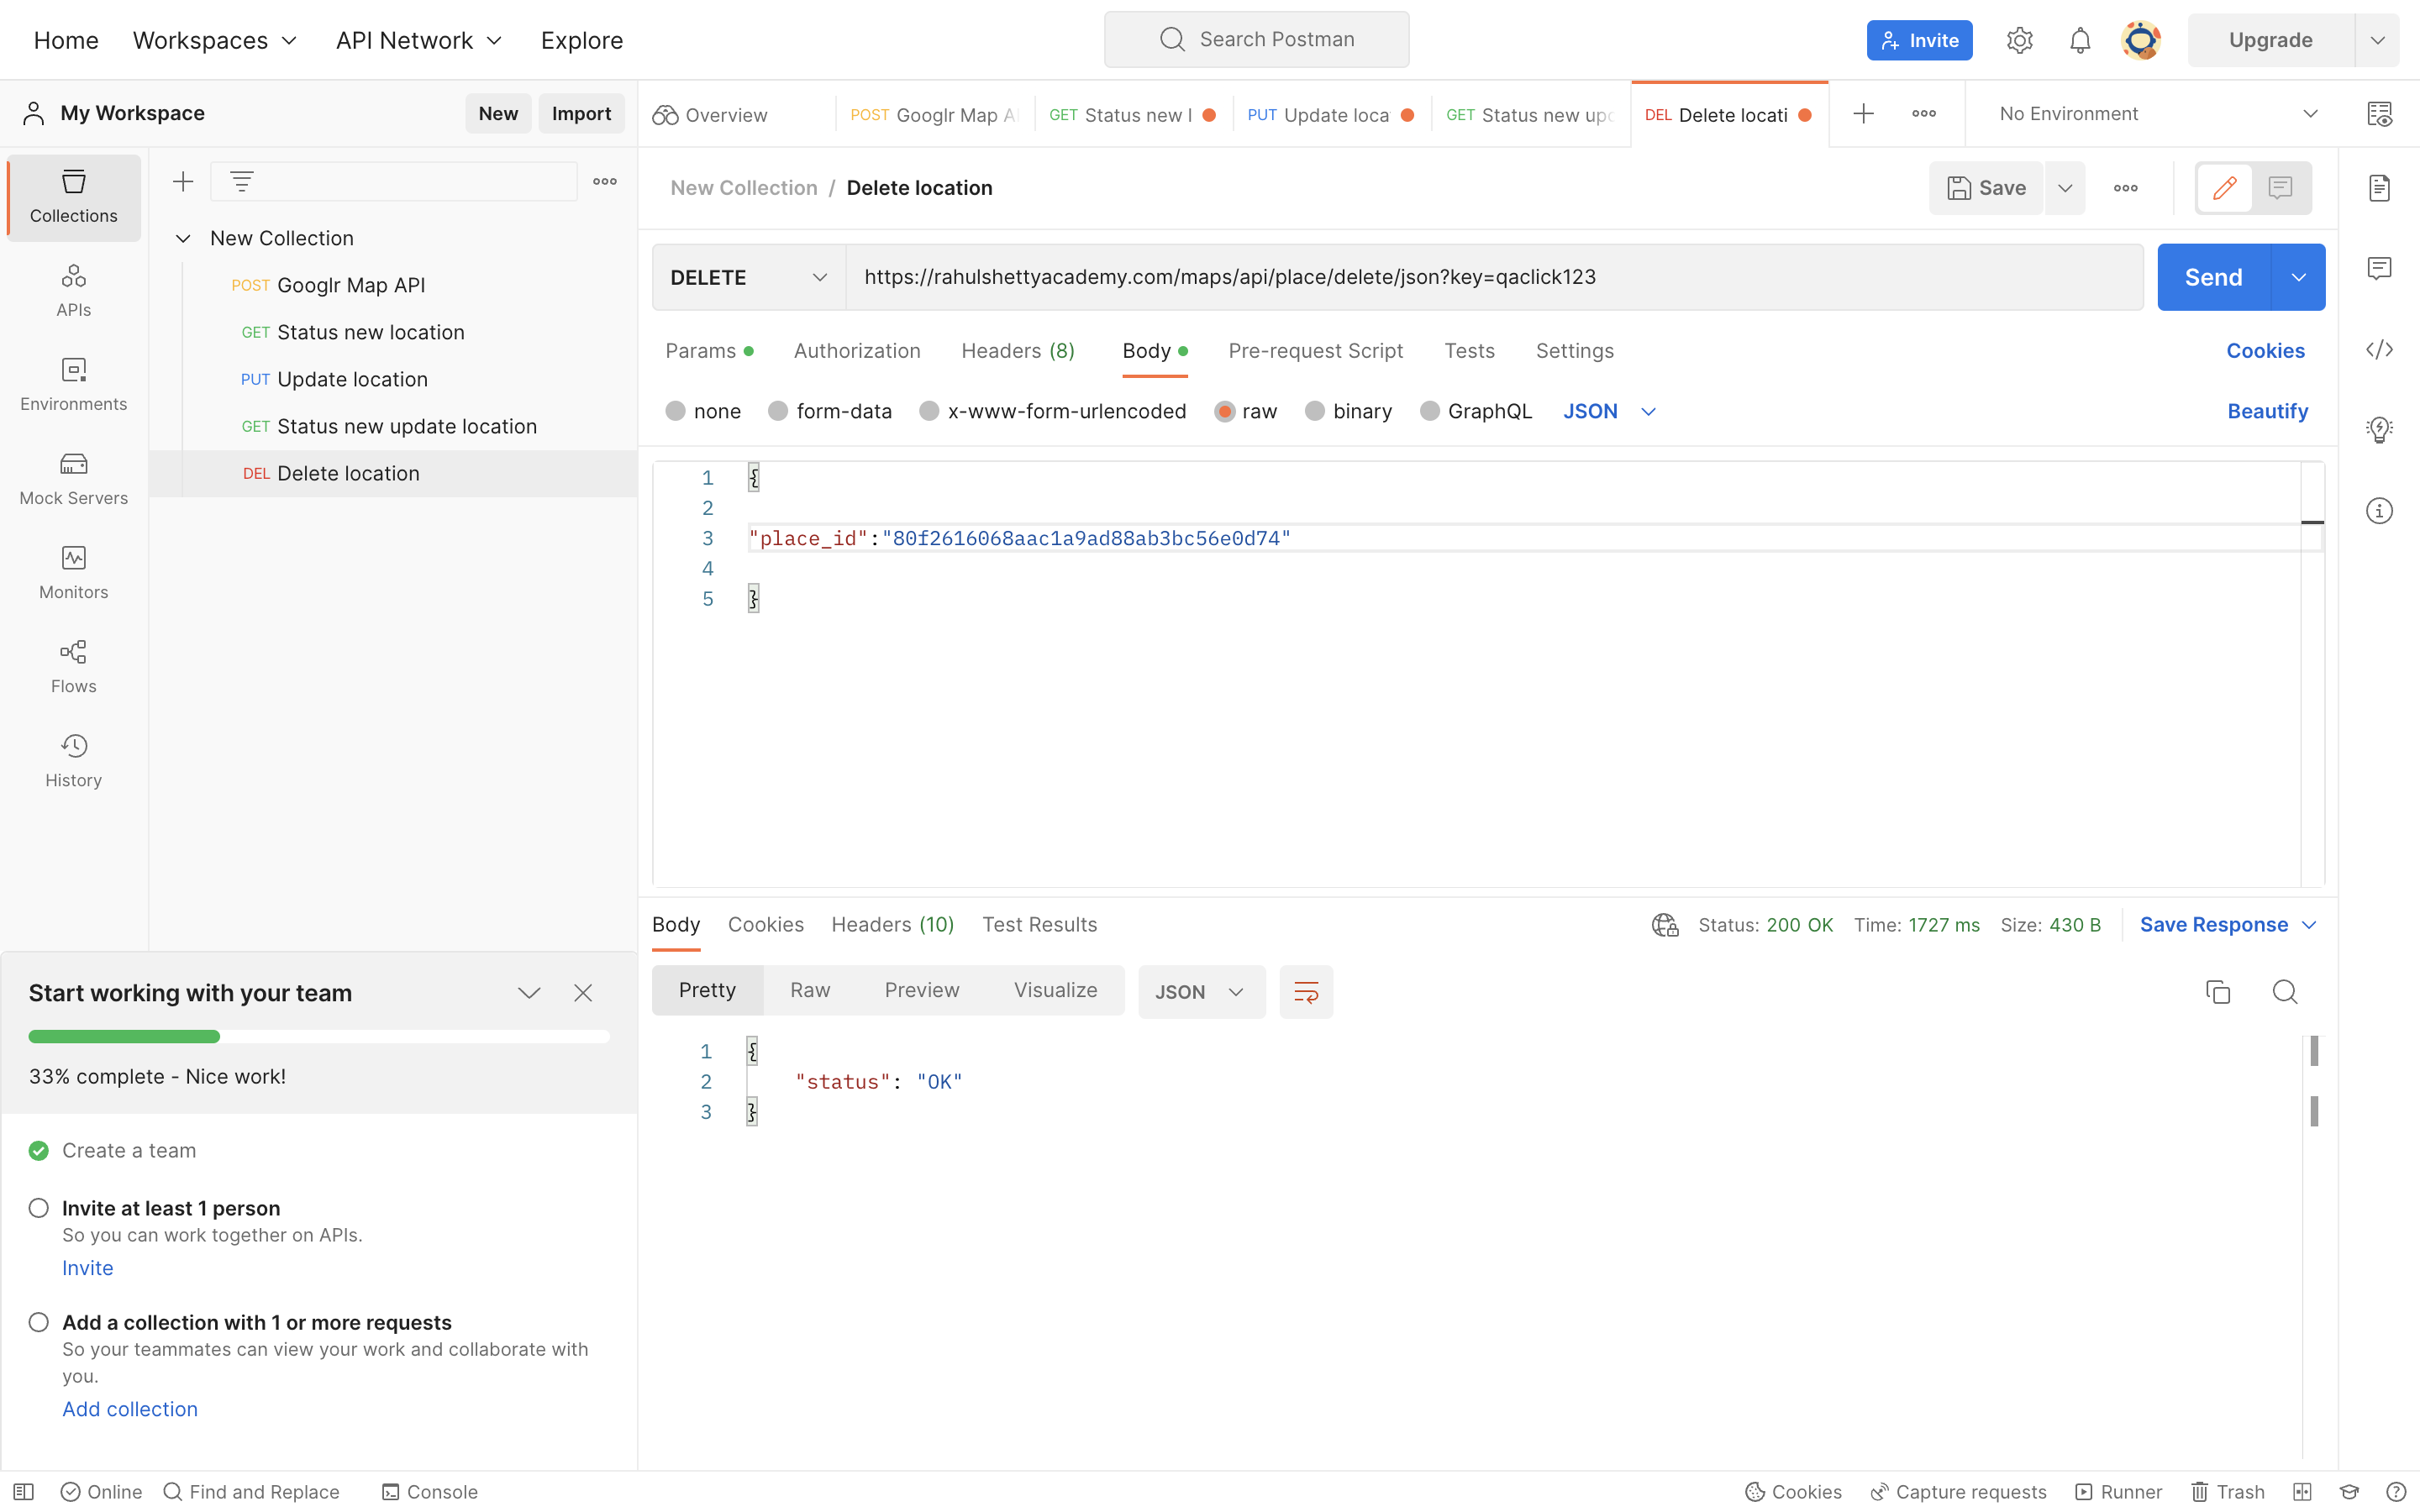 Home Workspaces API Network Explore Search Postman Invite Upgrade
My Workspace New Import Overview POST Googlr Map A GET Status new l PUT Update loca GET Status new upd DEL Delete locati No Environment
Collections
APIs
Environments
Mock Servers
Monitors
Flows
History
New Collection
POST Googlr Map API
GET Status new location
PUT Update location
GET Status new update location
DEL Delete location
New Collection / Delete location Save
DELETE https://rahulshettyacademy.com/maps/api/place/delete/json?key=qaclick123 Send
Params Authorization Headers (8) Body Pre-request Script Tests Settings Cookies
none form-data x-www-form-urlencoded raw binary GraphQL JSON Beautify
1 {
2
3 "place_id":"80f2616068aac1a9ad88ab3bc56e0d74"
4
5 }
Body Cookies Headers (10) Test Results Status: 200 OK Time: 1727 ms Size: 430 B Save Response
Pretty Raw Preview Visualize JSON
1 {
2 "status": "OK"
3 }
Start working with your team
33% complete - Nice work!
Create a team
Invite at least 1 person
So you can work together on APIs.
Invite
Add a collection with 1 or more requests
So your teammates can view your work and collaborate with
you.
Add collection
Online Find and Replace Console Cookies Capture requests Runner Trash